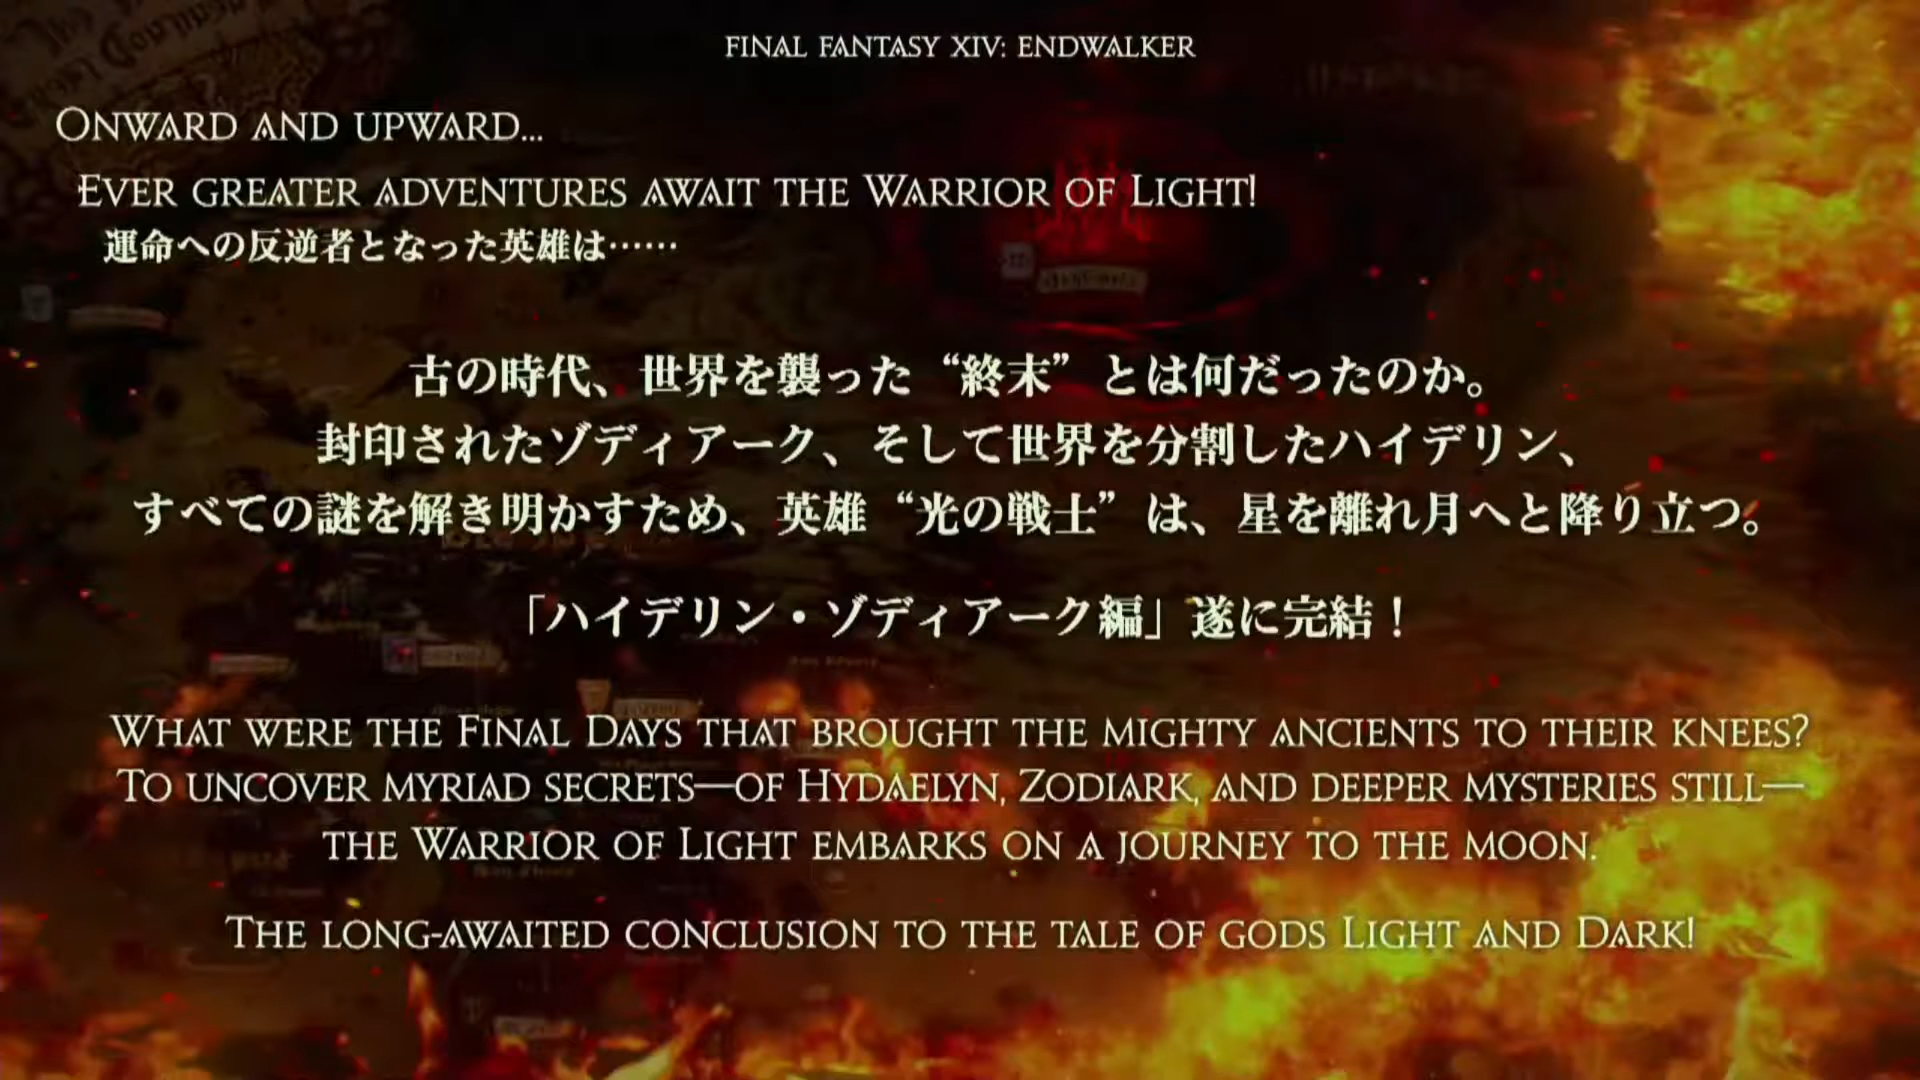 FINAL FANTASY XIV: ENDWALKER
ONWARD AND UPWARD...
EVER GREATER ADVENTURES AWAIT THE WARRIOR OF LIGHT!
運命への反逆者となった英雄は……
古の時代、世界を襲った“終末”とは何だったのか。
封印されたゾディアーク、そして世界を分割したハイデリン、
すべての謎を解き明かすため、英雄“光の戦士”は、星を離れ月へと降り立つ。
「ハイデリン・ゾディアーク編」遂に完結！
WHAT WERE THE FINAL DAYS THAT BROUGHT THE MIGHTY ANCIENTS TO THEIR KNEES?
TO UNCOVER MYRIAD SECRETS—OF HYDAELYN, ZODIARK, AND DEEPER MYSTERIES STILL—
THE WARRIOR OF LIGHT EMBARKS ON A JOURNEY TO THE MOON.
THE LONG-AWAITED CONCLUSION TO THE TALE OF GODS LIGHT AND DARK!